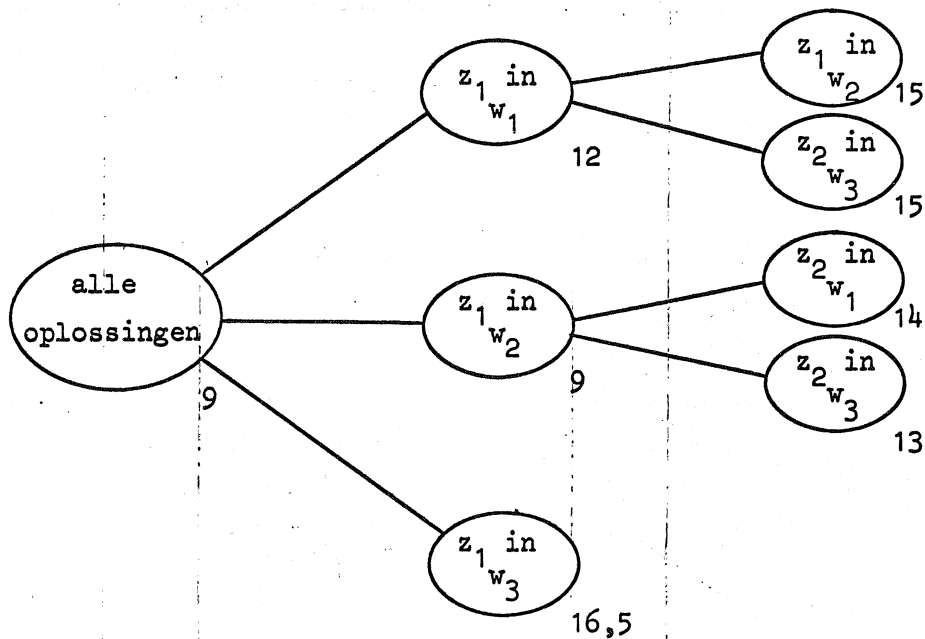 z₁ in
w₂ 15
z₁ in
w₁
12
z₂ in
w₃ 15
alle
oplossingen
9
z₁ in
w₂
9
z₂ in
w₁ 14
z₂ in
w₃
13
z₁ in
w₃
16,5